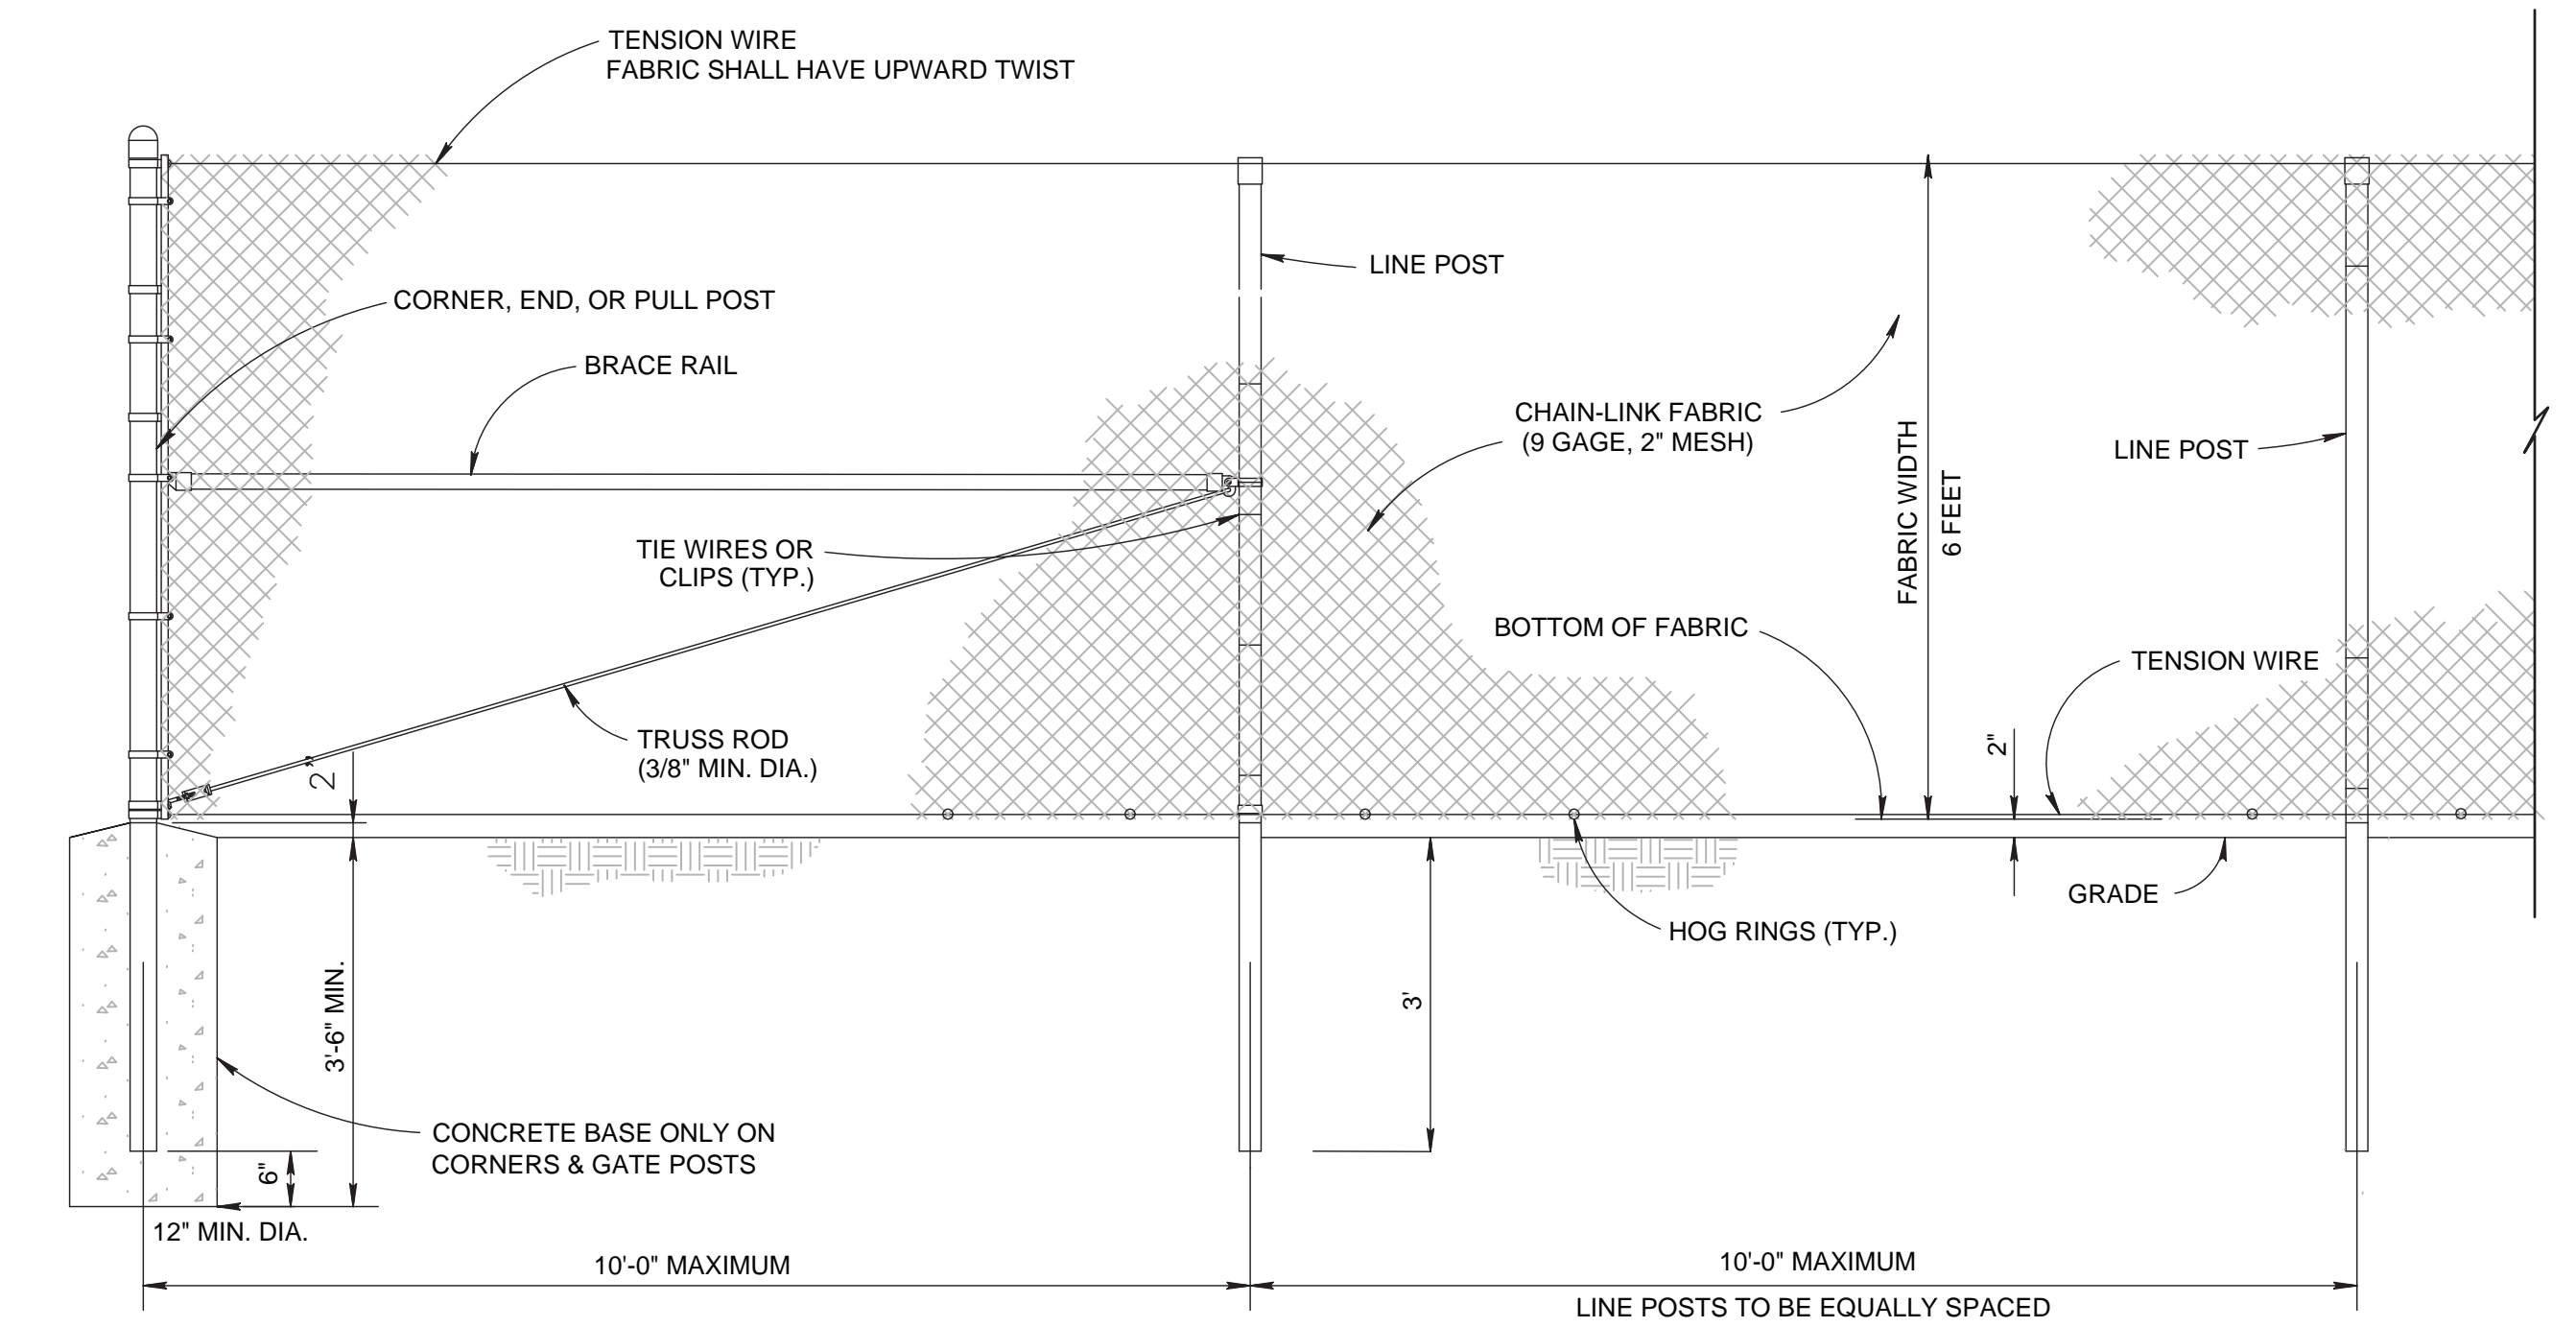 TENSION WIRE
FABRIC SHALL HAVE UPWARD TWIST
LINE POST
CORNER, END, OR PULL POST
BRACE RAIL
CHAIN-LINK FABRIC
(9 GAGE, 2" MESH)
FABRIC WIDTH
6 FEET
LINE POST
TIE WIRES OR
CLIPS (TYP.)
BOTTOM OF FABRIC
TENSION WIRE
TRUSS ROD
(3/8" MIN. DIA.)
2"
2"
GRADE
HOG RINGS (TYP.)
3'-6" MIN.
3'
CONCRETE BASE ONLY ON
CORNERS & GATE POSTS
6"
12" MIN. DIA.
10'-0" MAXIMUM
10'-0" MAXIMUM
LINE POSTS TO BE EQUALLY SPACED